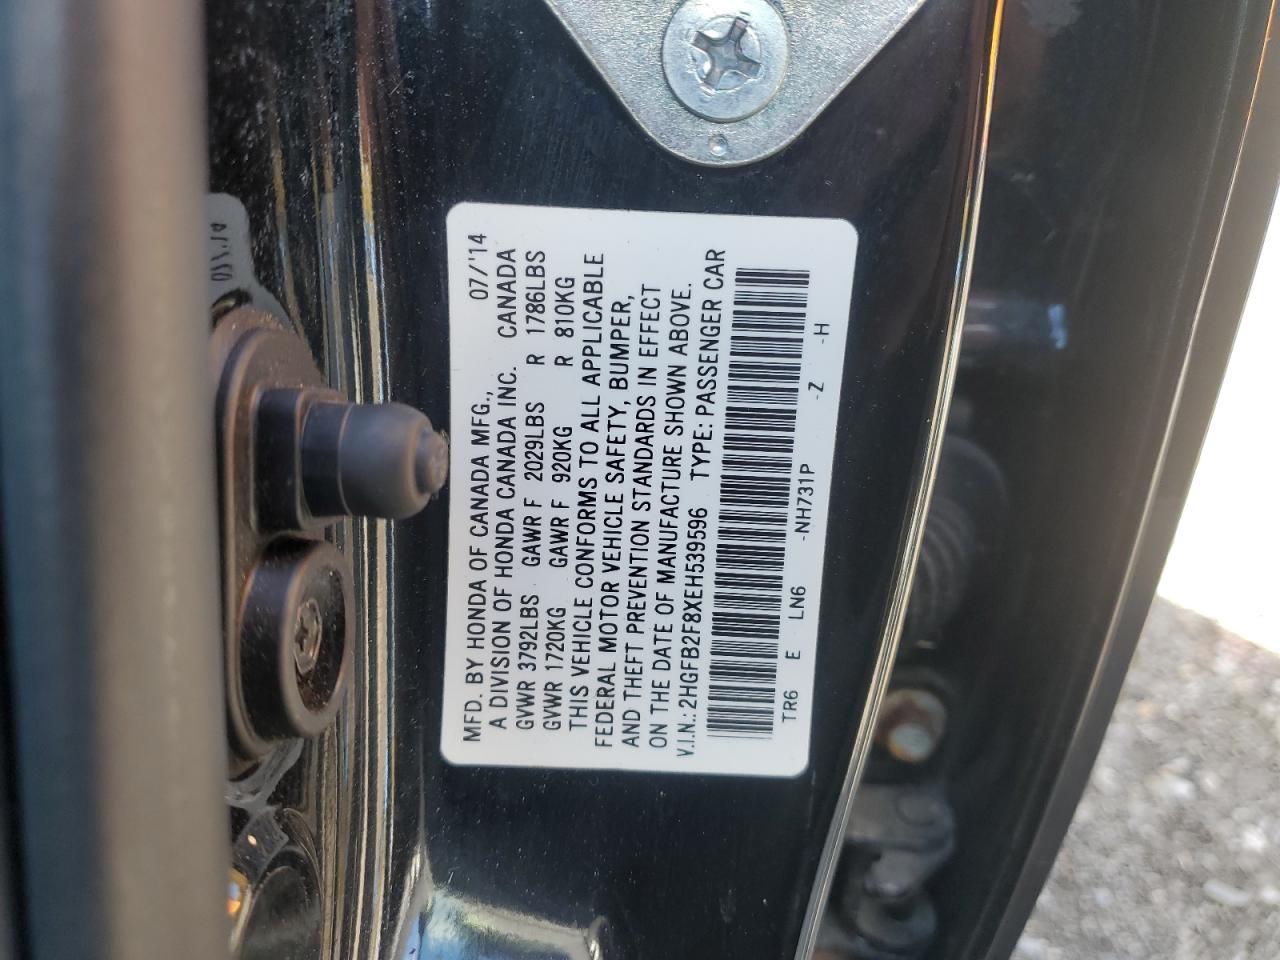 MFD. BY HONDA OF CANADA MFG., 07/'14
A DIVISION OF HONDA CANADA INC. CANADA
GVWR 3792LBS GAWR F 2029LBS R 1786LBS
GVWR 1720KG GAWR F 920KG R 810KG
THIS VEHICLE CONFORMS TO ALL APPLICABLE
FEDERAL MOTOR VEHICLE SAFETY, BUMPER,
AND THEFT PREVENTION STANDARDS IN EFFECT
ON THE DATE OF MANUFACTURE SHOWN ABOVE.
V.I.N.: 2HGFB2F8XEH539596 TYPE: PASSENGER CAR
TR6 E LN6 -NH731P -Z -H